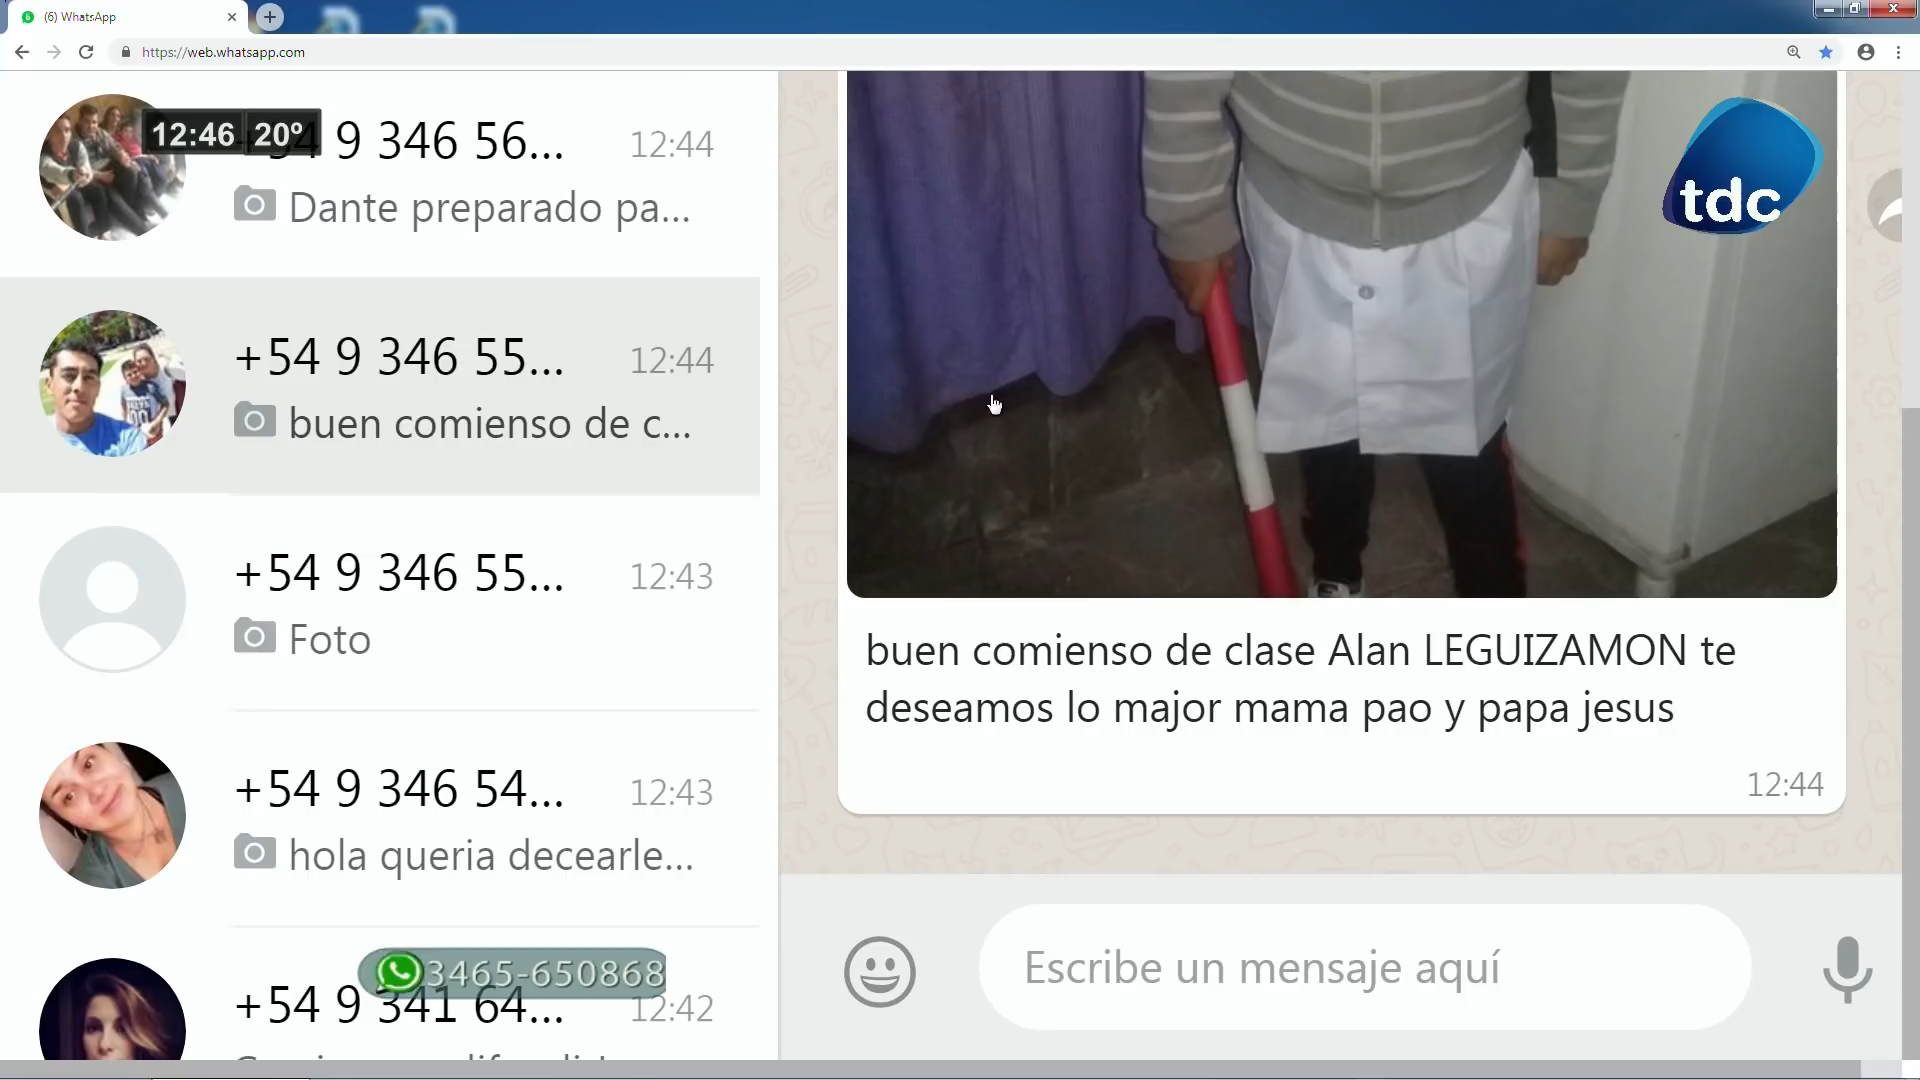 (6) WhatsApp
https://web.whatsapp.com
12:46 20º
9 346 56... 12:44
Dante preparado pa...
+54 9 346 55... 12:44
buen comienso de c...
+54 9 346 55... 12:43
Foto
+54 9 346 54... 12:43
hola queria decearle...
3465-650868
+54 9 341 64... 12:42
tdc
buen comienso de clase Alan LEGUIZAMON te
deseamos lo major mama pao y papa jesus
12:44
Escribe un mensaje aquí